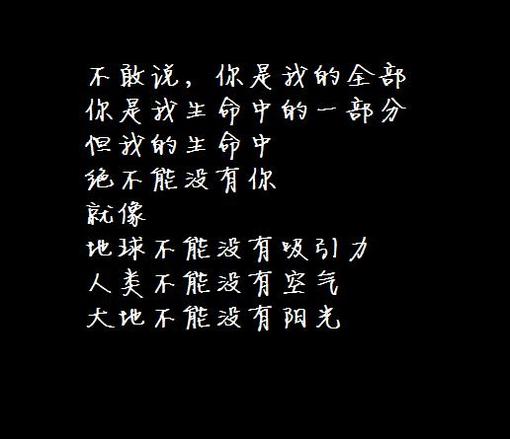 不敢说，你是我的全部
你是我生命中的一部分
但我的生命中
绝不能没有你
就像
地球不能没有吸引力
人类不能没有空气
大地不能没有阳光